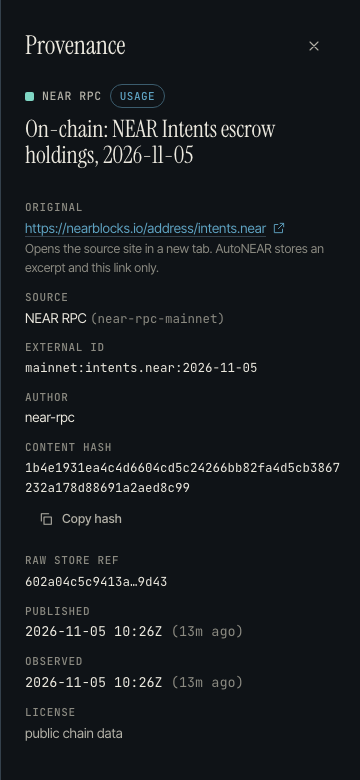 Provenance
NEAR RPC USAGE
On-chain: NEAR Intents escrow
holdings, 2026-11-05
ORIGINAL
https://nearblocks.io/address/intents.near
Opens the source site in a new tab. AutoNEAR stores an
excerpt and this link only.
SOURCE
NEAR RPC (near-rpc-mainnet)
EXTERNAL ID
mainnet:intents.near:2026-11-05
AUTHOR
near-rpc
CONTENT HASH
1b4e1931ea4c4d6604cd5c24266bb82fa4d5cb3867
232a178d88691a2aed8c99
Copy hash
RAW STORE REF
602a04c5c9413a…9d43
PUBLISHED
2026-11-05 10:26Z (13m ago)
OBSERVED
2026-11-05 10:26Z (13m ago)
LICENSE
public chain data